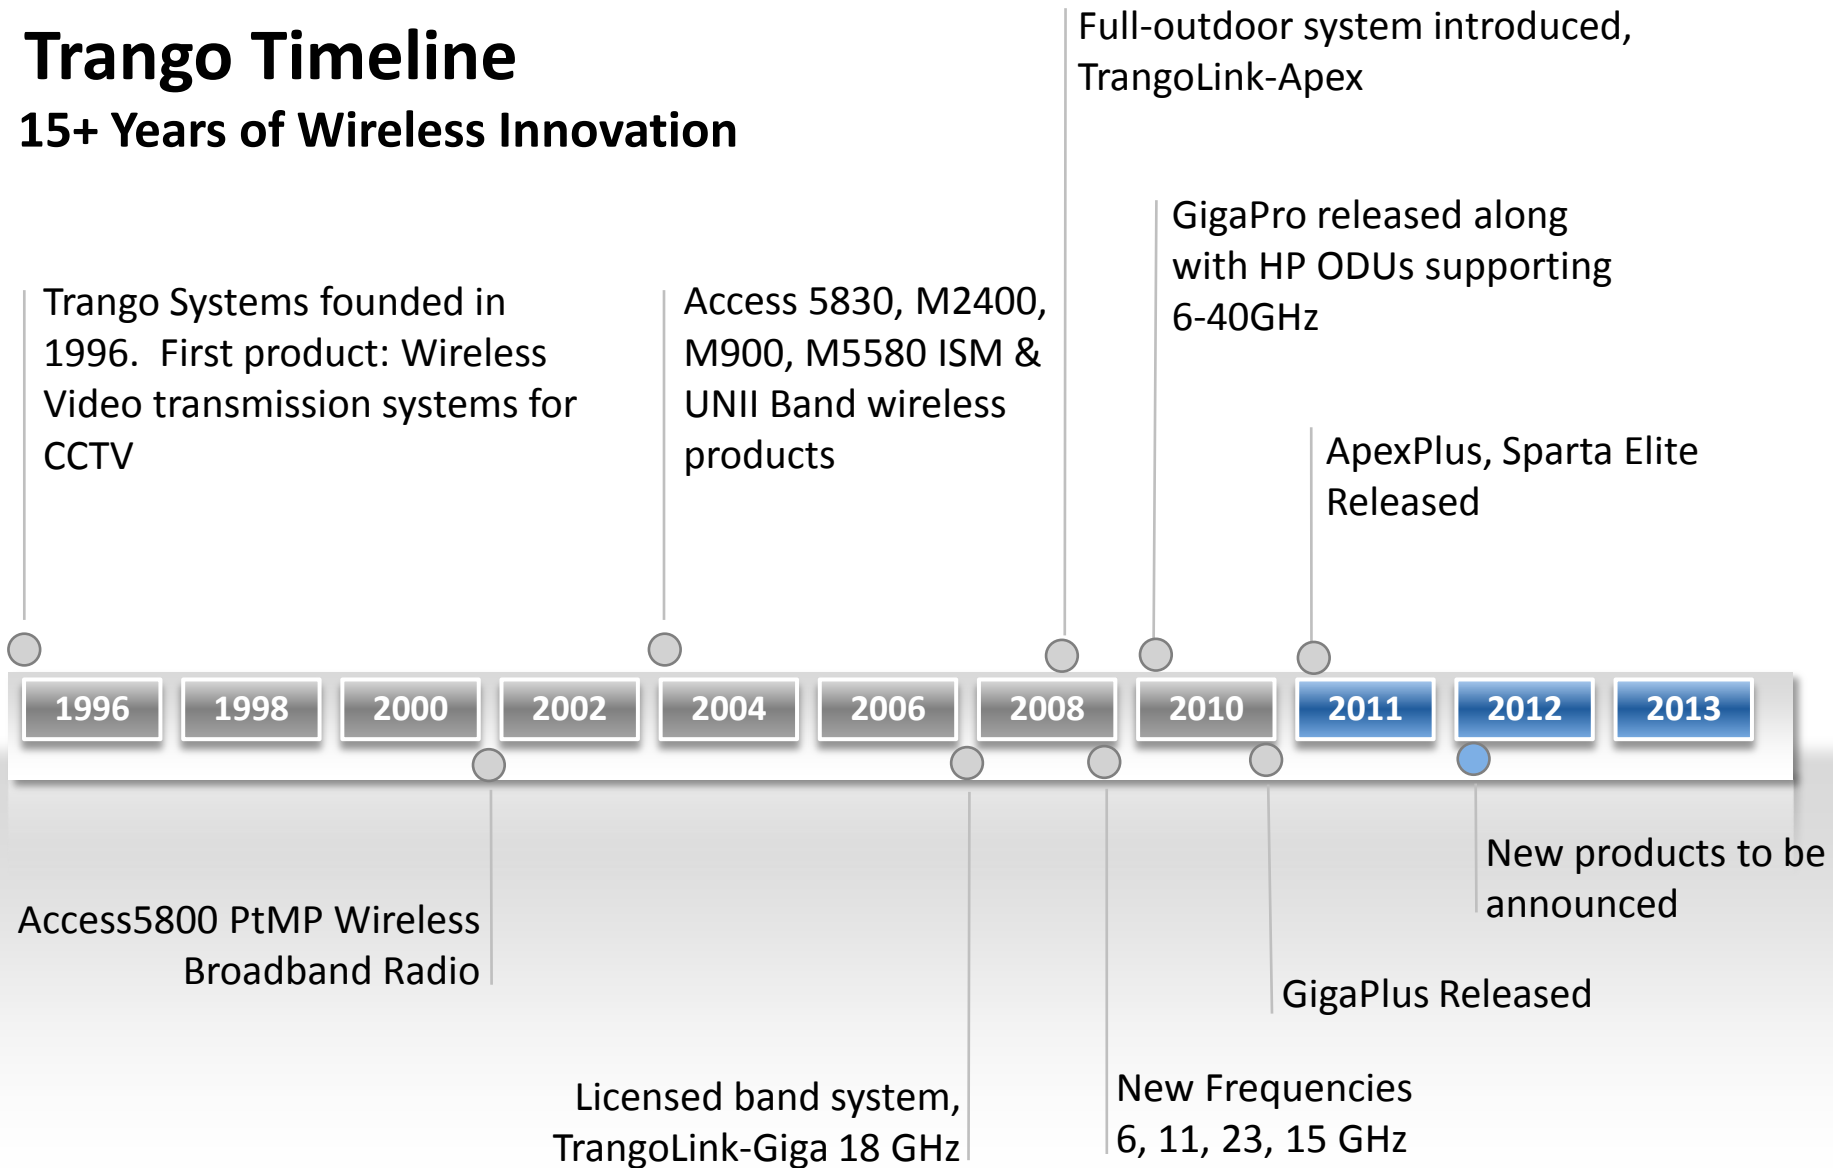 Trango Timeline
15+ Years of Wireless Innovation
Full-outdoor system introduced,
TrangoLink-Apex
GigaPro released along
with HP ODUs supporting
6-40GHz
Trango Systems founded in
1996.  First product: Wireless
Video transmission systems for
CCTV
Access 5830, M2400,
M900, M5580 ISM &
UNII Band wireless
products
ApexPlus, Sparta Elite
Released
1996 1998 2000 2002 2004 2006 2008 2010 2011 2012 2013
Access5800 PtMP Wireless
Broadband Radio
Licensed band system,
TrangoLink-Giga 18 GHz
New Frequencies
6, 11, 23, 15 GHz
GigaPlus Released
New products to be
announced